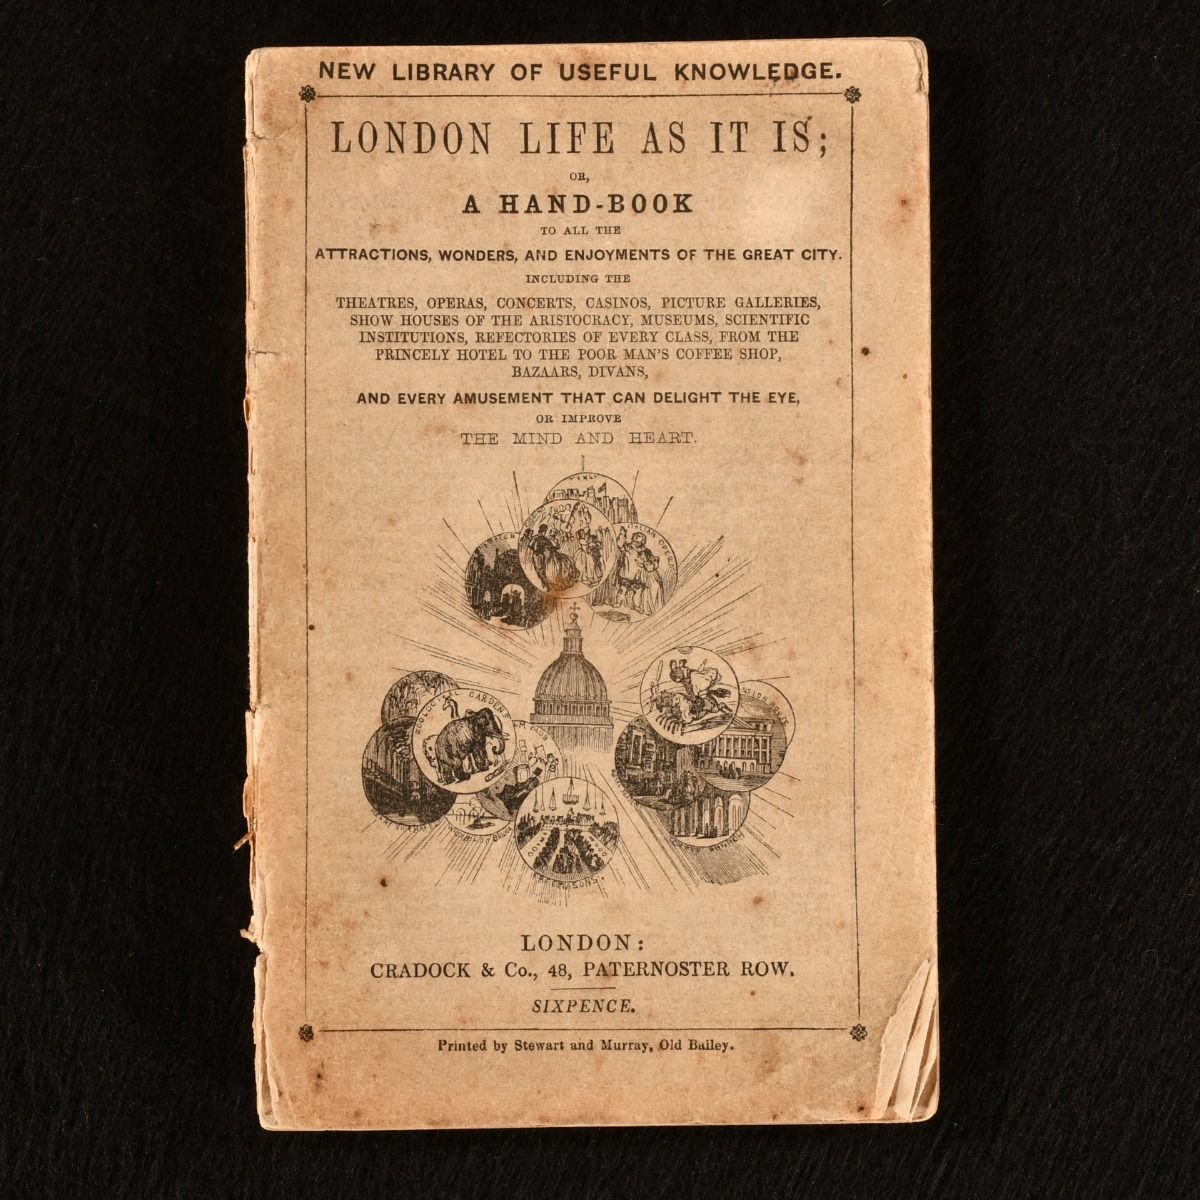 NEW LIBRARY OF USEFUL KNOWLEDGE.
LONDON LIFE AS IT IS;
OR,
A HAND-BOOK
TO ALL THE
ATTRACTIONS, WONDERS, AND ENJOYMENTS OF THE GREAT CITY.
INCLUDING THE
THEATRES, OPERAS, CONCERTS, CASINOS, PICTURE GALLERIES,
SHOW HOUSES OF THE ARISTOCRACY, MUSEUMS, SCIENTIFIC
INSTITUTIONS, REFECTORIES OF EVERY CLASS, FROM THE
PRINCELY HOTEL TO THE POOR MAN'S COFFEE SHOP,
BAZAARS, DIVANS,
AND EVERY AMUSEMENT THAT CAN DELIGHT THE EYE,
OR IMPROVE
THE MIND AND HEART.
ITALIAN OPERA
GARDENS
FREEMASONS.
LONDON:
CRADOCK & Co., 48, PATERNOSTER ROW.
SIXPENCE.
Printed by Stewart and Murray, Old Bailey.